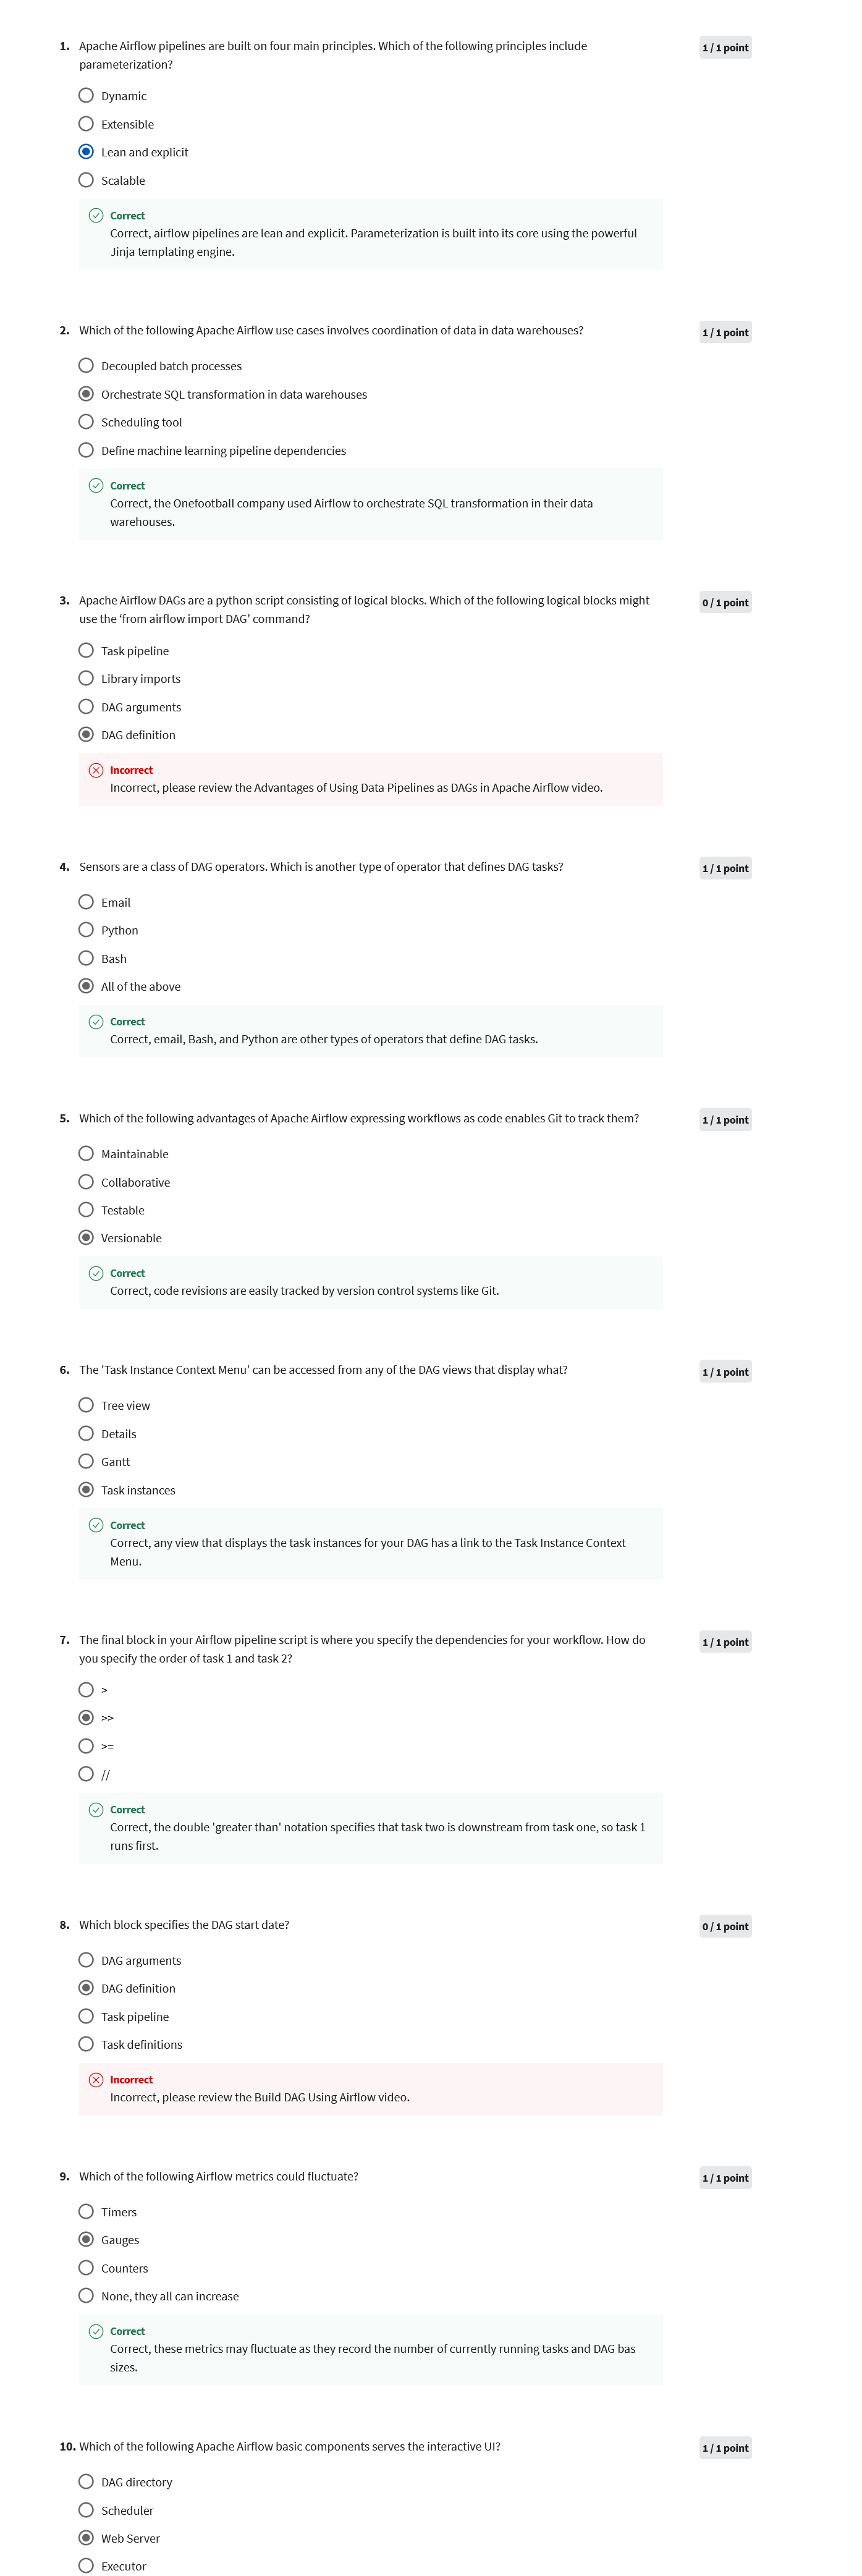 1. Apache Airflow pipelines are built on four main principles. Which of the following principles include
parameterization?
1 / 1 point
Dynamic
Extensible
Lean and explicit
Scalable
Correct
Correct, airflow pipelines are lean and explicit. Parameterization is built into its core using the powerful
Jinja templating engine.
2. Which of the following Apache Airflow use cases involves coordination of data in data warehouses?
1 / 1 point
Decoupled batch processes
Orchestrate SQL transformation in data warehouses
Scheduling tool
Define machine learning pipeline dependencies
Correct
Correct, the Onefootball company used Airflow to orchestrate SQL transformation in their data
warehouses.
3. Apache Airflow DAGs are a python script consisting of logical blocks. Which of the following logical blocks might
use the ‘from airflow import DAG’ command?
0 / 1 point
Task pipeline
Library imports
DAG arguments
DAG definition
Incorrect
Incorrect, please review the Advantages of Using Data Pipelines as DAGs in Apache Airflow video.
4. Sensors are a class of DAG operators. Which is another type of operator that defines DAG tasks?
1 / 1 point
Email
Python
Bash
All of the above
Correct
Correct, email, Bash, and Python are other types of operators that define DAG tasks.
5. Which of the following advantages of Apache Airflow expressing workflows as code enables Git to track them?
1 / 1 point
Maintainable
Collaborative
Testable
Versionable
Correct
Correct, code revisions are easily tracked by version control systems like Git.
6. The 'Task Instance Context Menu' can be accessed from any of the DAG views that display what?
1 / 1 point
Tree view
Details
Gantt
Task instances
Correct
Correct, any view that displays the task instances for your DAG has a link to the Task Instance Context
Menu.
7. The final block in your Airflow pipeline script is where you specify the dependencies for your workflow. How do
you specify the order of task 1 and task 2?
1 / 1 point
>
>>
>=
//
Correct
Correct, the double 'greater than' notation specifies that task two is downstream from task one, so task 1
runs first.
8. Which block specifies the DAG start date?
0 / 1 point
DAG arguments
DAG definition
Task pipeline
Task definitions
Incorrect
Incorrect, please review the Build DAG Using Airflow video.
9. Which of the following Airflow metrics could fluctuate?
1 / 1 point
Timers
Gauges
Counters
None, they all can increase
Correct
Correct, these metrics may fluctuate as they record the number of currently running tasks and DAG bas
sizes.
10. Which of the following Apache Airflow basic components serves the interactive UI?
1 / 1 point
DAG directory
Scheduler
Web Server
Executor